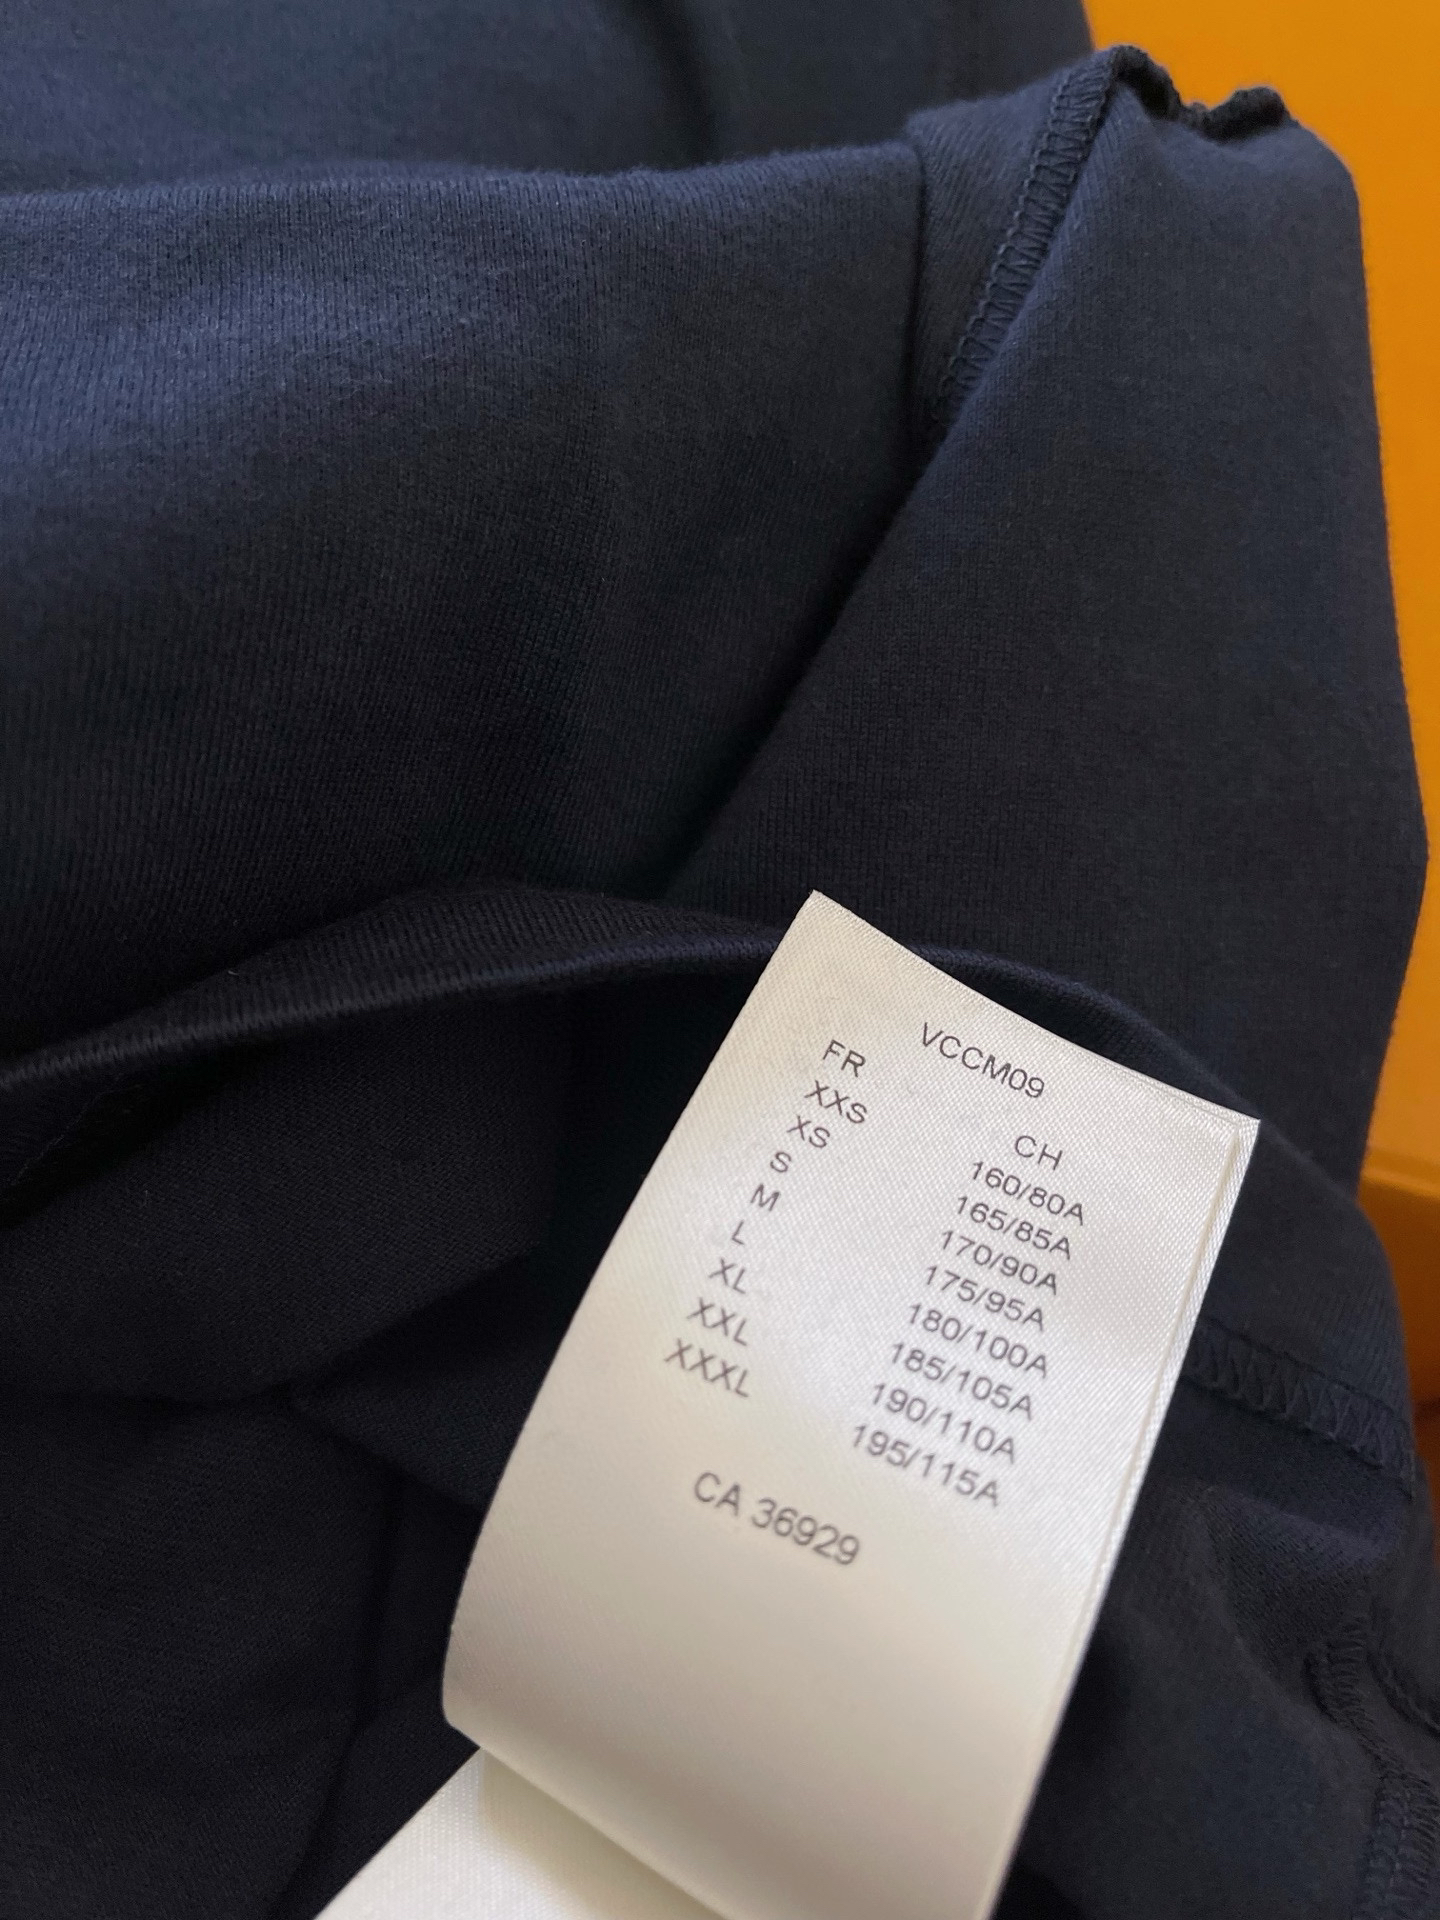 VCCM09
FR CH
XXS 160/80A
XS 165/85A
S 170/90A
M 175/95A
L 180/100A
XL 185/105A
XXL 190/110A
XXXL 195/115A
CA 36929